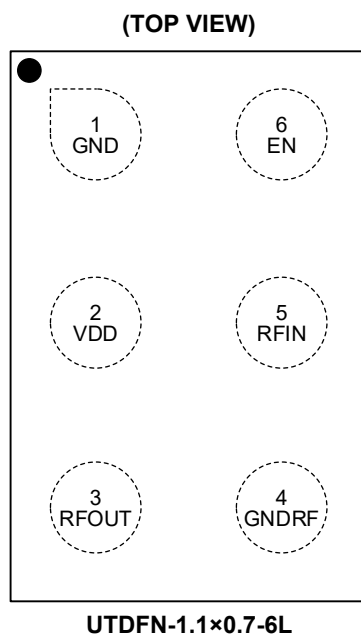 (TOP VIEW)
1
GND
6
EN
2
VDD
5
RFIN
3
RFOUT
4
GNDRF
UTDFN-1.1×0.7-6L